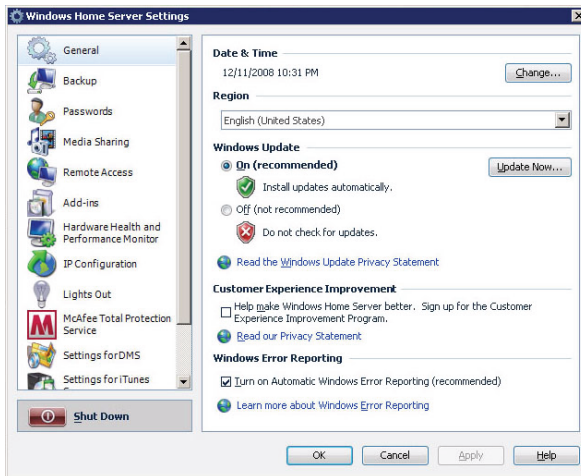 Windows Home Server Settings
General
Backup
Passwords
Media Sharing
Remote Access
Add-ins
Hardware Health and
Performance Monitor
IP Configuration
Lights Out
McAfee Total Protection
Service
Settings for DMS
Settings for iTunes
Shut Down
Date & Time
12/11/2008 10:31 PM
Change...
Region
English (United States)
Windows Update
On (recommended)
Update Now...
Install updates automatically.
Off (not recommended)
Do not check for updates.
Read the Windows Update Privacy Statement
Customer Experience Improvement
Help make Windows Home Server better. Sign up for the Customer
Experience Improvement Program.
Read our Privacy Statement
Windows Error Reporting
Turn on Automatic Windows Error Reporting (recommended)
Learn more about Windows Error Reporting
OK
Cancel
Apply
Help